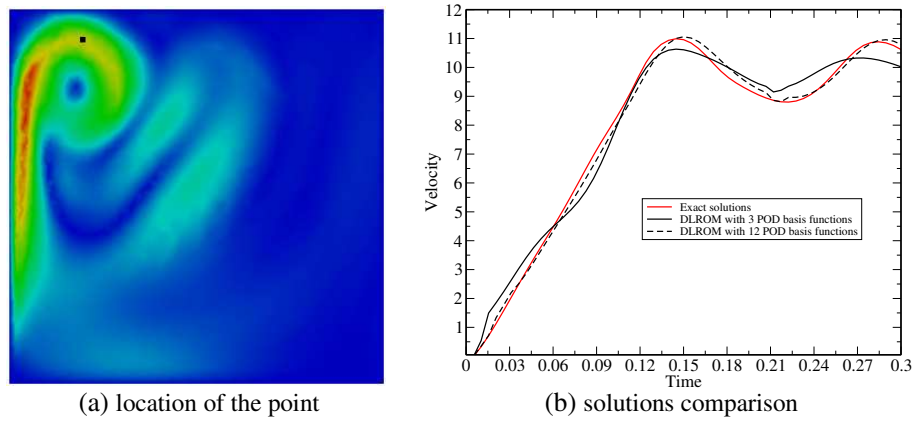 12
11
10
9
8
7
6
5
4
3
2
1
0
Velocity
Exact solutions
DLROM with 3 POD basis functions
DLROM with 12 POD basis functions
0.03 0.06 0.09 0.12 0.15 0.18 0.21 0.24 0.27 0.3
Time
(a) location of the point
(b) solutions comparison